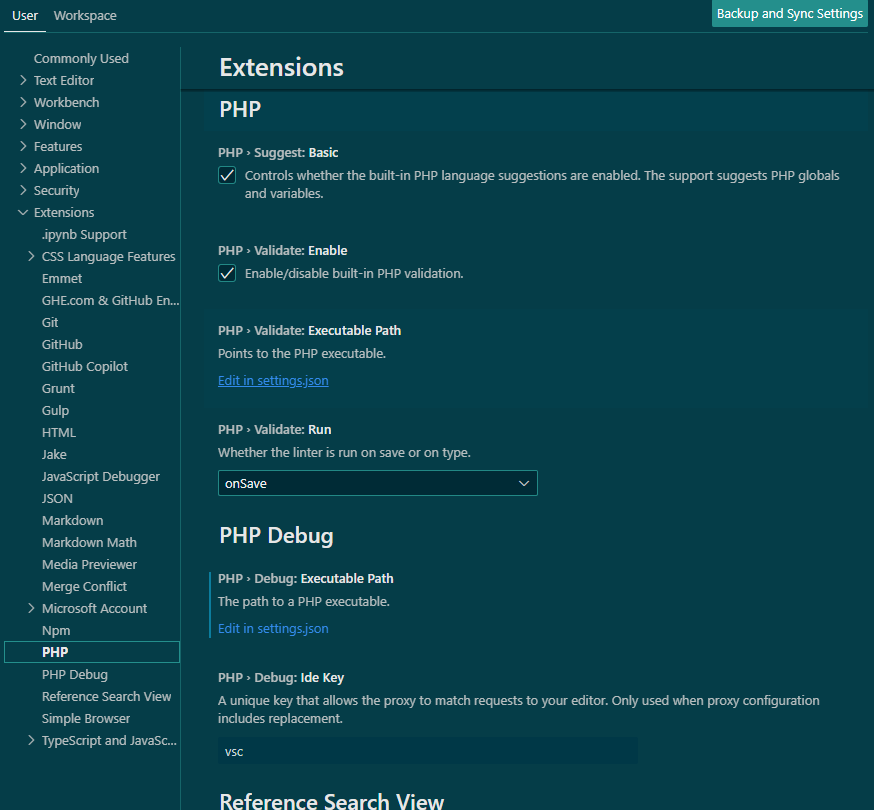 User Workspace
Backup and Sync Settings
Commonly Used
Text Editor
Workbench
Window
Features
Application
Security
Extensions
.ipynb Support
CSS Language Features
Emmet
GHE.com & GitHub En...
Git
GitHub
GitHub Copilot
Grunt
Gulp
HTML
Jake
JavaScript Debugger
JSON
Markdown
Markdown Math
Media Previewer
Merge Conflict
Microsoft Account
Npm
PHP
PHP Debug
Reference Search View
Simple Browser
TypeScript and JavaSc...
Extensions
PHP
PHP › Suggest: Basic
Controls whether the built-in PHP language suggestions are enabled. The support suggests PHP globals
and variables.
PHP › Validate: Enable
Enable/disable built-in PHP validation.
PHP › Validate: Executable Path
Points to the PHP executable.
Edit in settings.json
PHP › Validate: Run
Whether the linter is run on save or on type.
onSave
PHP Debug
PHP › Debug: Executable Path
The path to a PHP executable.
Edit in settings.json
PHP › Debug: Ide Key
A unique key that allows the proxy to match requests to your editor. Only used when proxy configuration
includes replacement.
vsc
Reference Search View